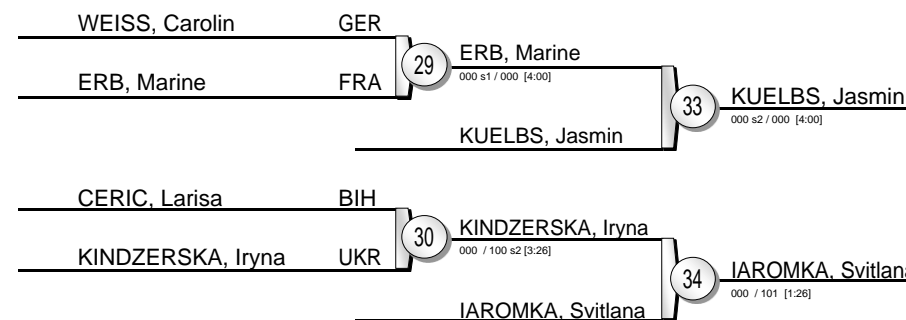 WEISS, Carolin GER
29
ERB, Marine
000 s1 / 000 [4:00]
ERB, Marine FRA
33
KUELBS, Jasmin
000 s2 / 000 [4:00]
KUELBS, Jasmin
CERIC, Larisa BIH
30
KINDZERSKA, Iryna
000 / 100 s2 [3:26]
KINDZERSKA, Iryna UKR
34
IAROMKA, Svitlana
000 / 101 [1:26]
IAROMKA, Svitlana